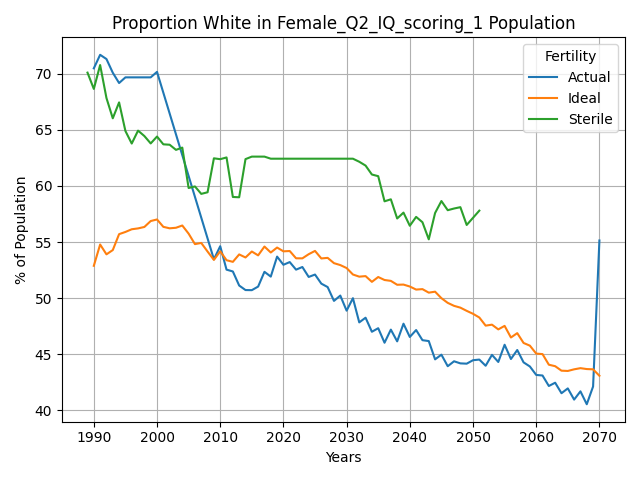 Proportion White in Female_Q2_IQ_scoring_1 Population
Fertility
Actual
Ideal
Sterile
% of Population
70
65
60
55
50
45
40
1990 2000 2010 2020 2030 2040 2050 2060 2070
Years